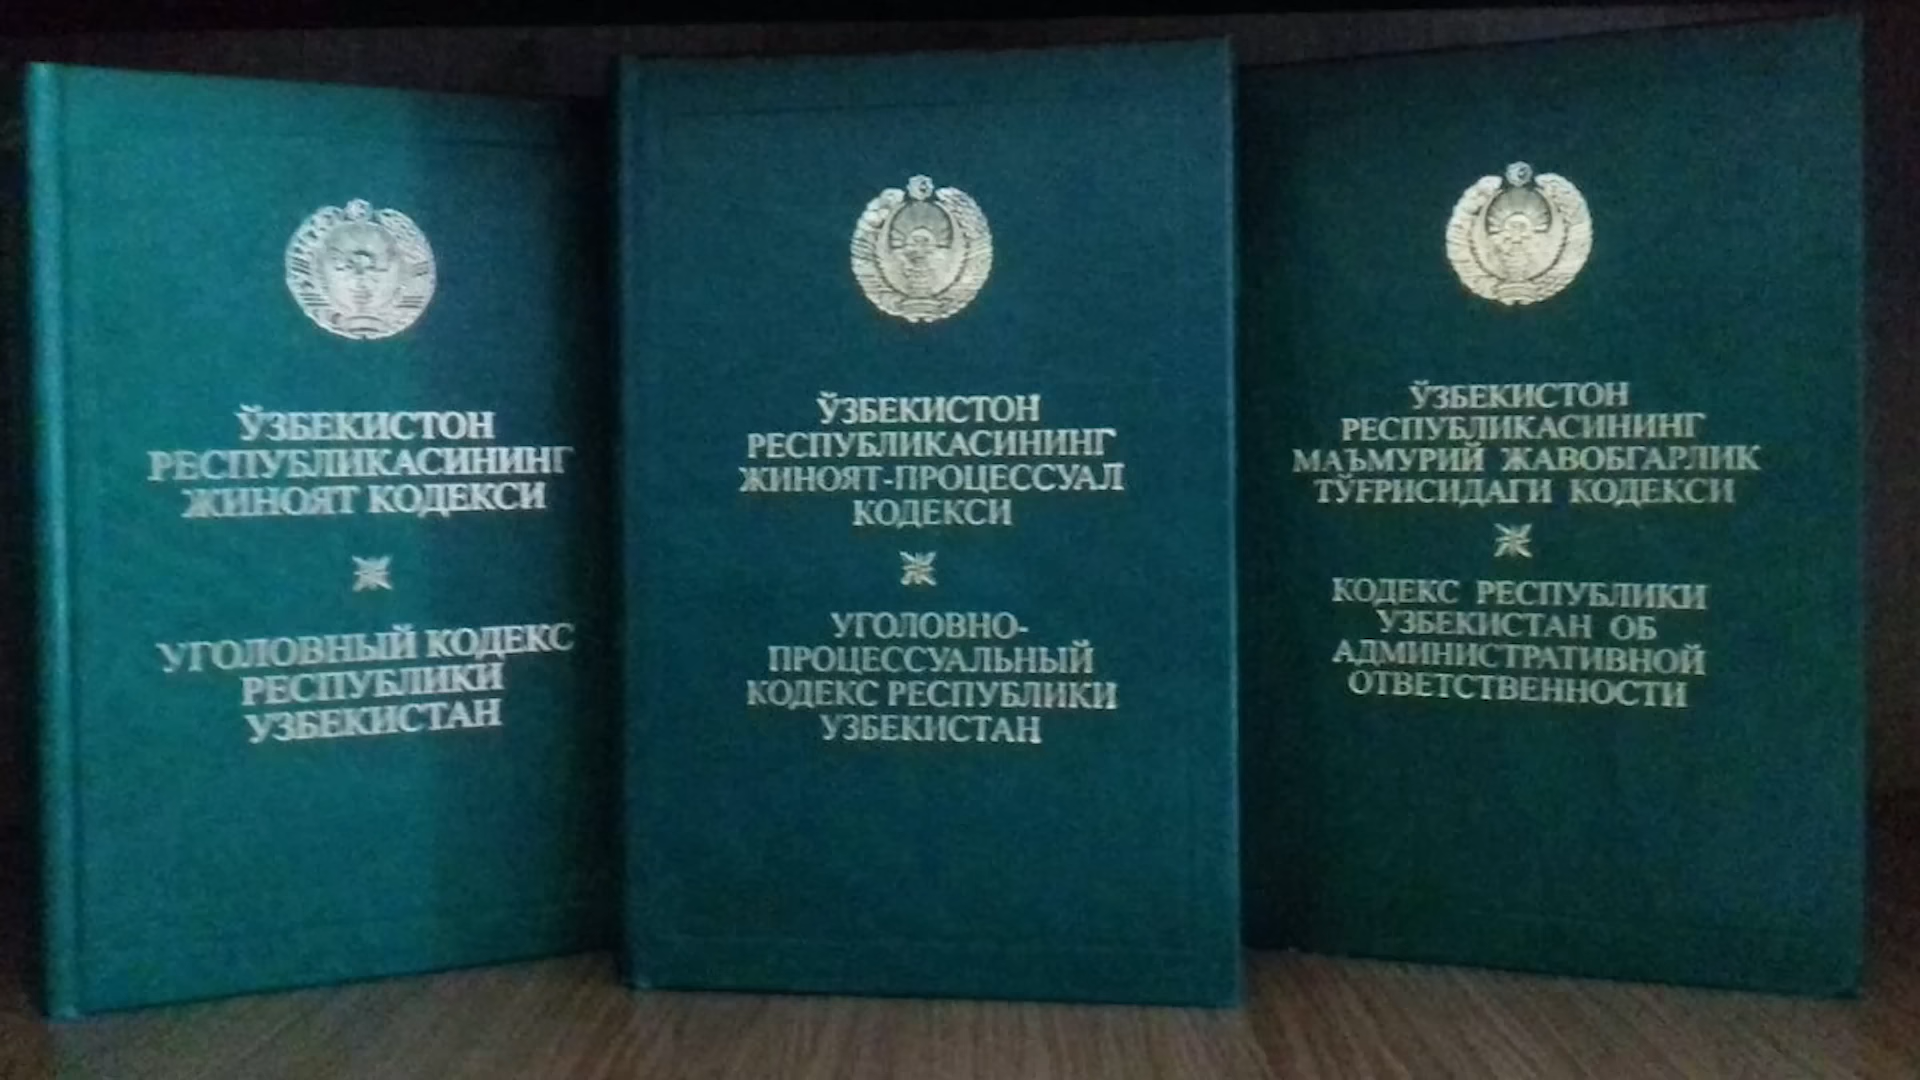 ЎЗБЕКИСТОН
РЕСПУБЛИКАСИНИНГ
ЖИНОЯТ КОДЕКСИ
УГОЛОВНЫЙ КОДЕКС
РЕСПУБЛИКИ
УЗБЕКИСТАН
ЎЗБЕКИСТОН
РЕСПУБЛИКАСИНИНГ
ЖИНОЯТ-ПРОЦЕССУАЛ
КОДЕКСИ
УГОЛОВНО-
ПРОЦЕССУАЛЬНЫЙ
КОДЕКС РЕСПУБЛИКИ
УЗБЕКИСТАН
ЎЗБЕКИСТОН
РЕСПУБЛИКАСИНИНГ
МАЪМУРИЙ ЖАВОБГАРЛИК
ТЎҒРИСИДАГИ КОДЕКСИ
КОДЕКС РЕСПУБЛИКИ
УЗБЕКИСТАН ОБ
АДМИНИСТРАТИВНОЙ
ОТВЕТСТВЕННОСТИ